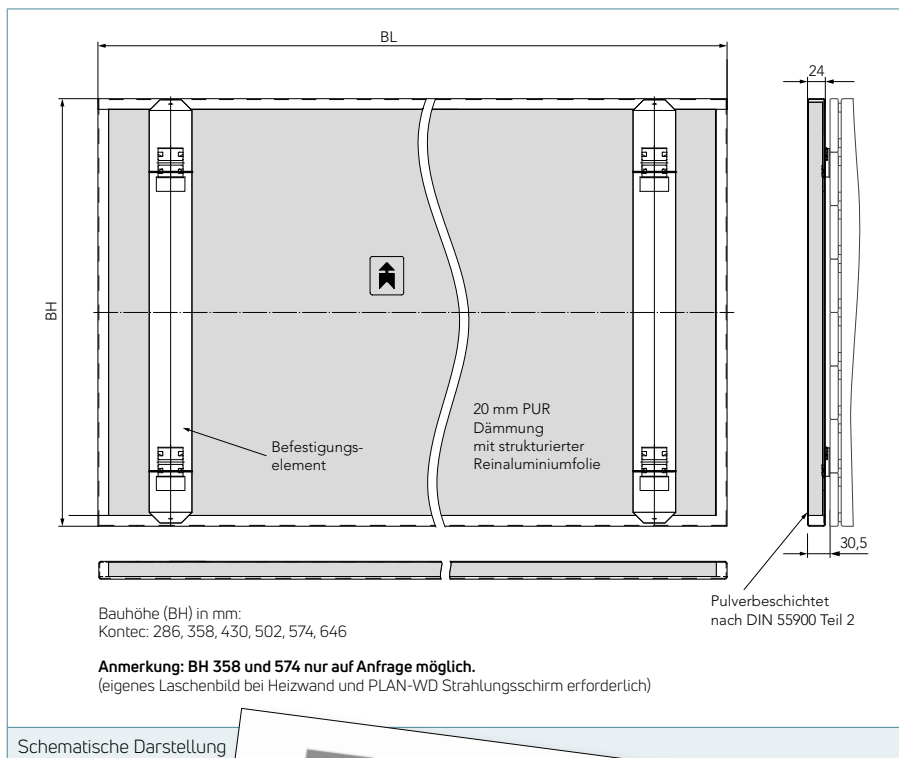 BL
24
BH
20 mm PUR
Dämmung
mit strukturierter
Reinaluminiumfolie
Befestigungs-
element
30,5
Pulverbeschichtet
nach DIN 55900 Teil 2
Bauhöhe (BH) in mm:
Kontec: 286, 358, 430, 502, 574, 646
Anmerkung: BH 358 und 574 nur auf Anfrage möglich.
(eigenes Laschenbild bei Heizwand und PLAN-WD Strahlungsschirm erforderlich)
Schematische Darstellung